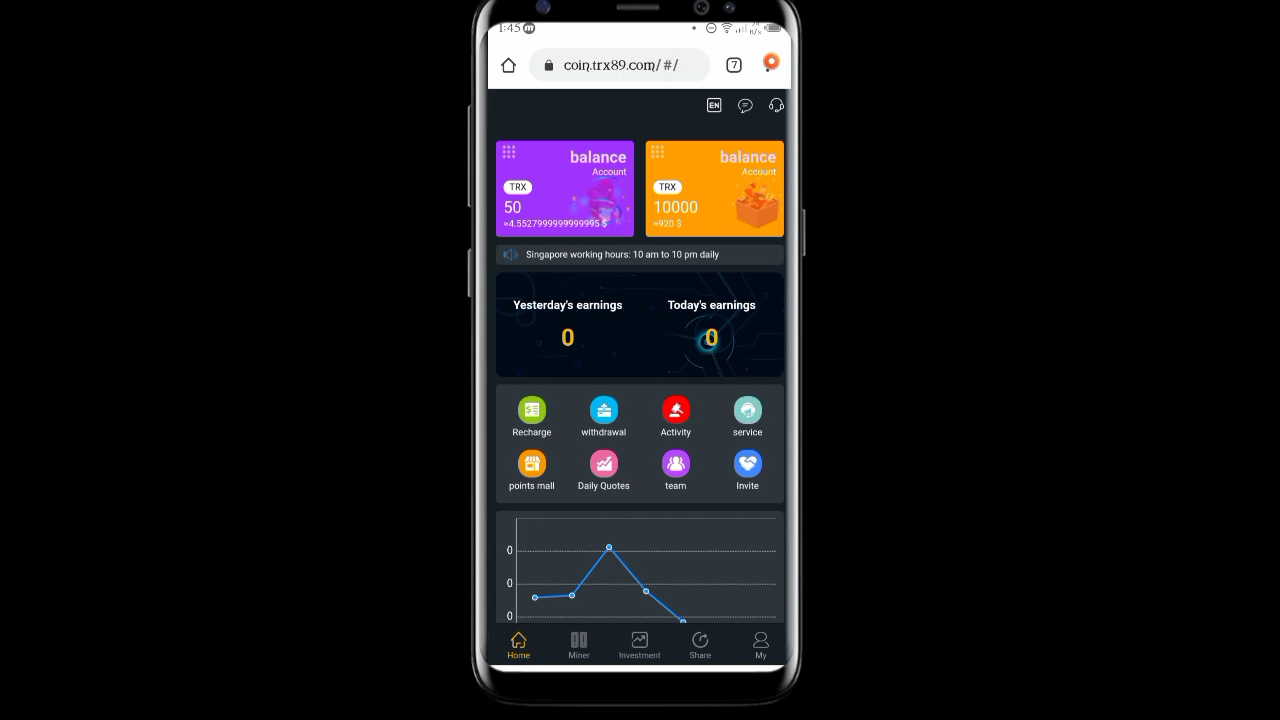 1:45 m
24
B/s
coin.trx89.com/#/
7
EN
balance
Account
TRX
50
≈4.5527999999999995 $
balance
Account
TRX
10000
≈920 $
Singapore working hours: 10 am to 10 pm daily
Yesterday's earnings
Today's earnings
0
0
Recharge
withdrawal
Activity
service
points mall
Daily Quotes
team
Invite
0
0
0
Home
Miner
Investment
Share
My